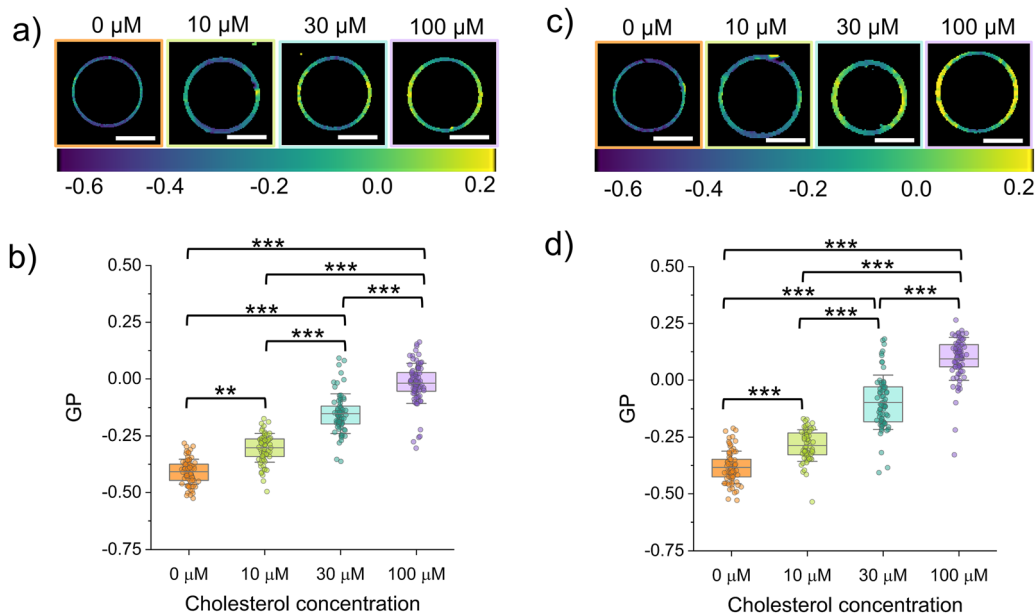 a)
0 µM 10 µM 30 µM 100 µM
-0.6 -0.4 -0.2 0.0 0.2
b)
GP
0.50
0.25
0.00
-0.25
-0.50
-0.75
***
***
***
***
***
**
0 µM 10 µM 30 µM 100 µM
Cholesterol concentration
c)
0 µM 10 µM 30 µM 100 µM
-0.6 -0.4 -0.2 0.0 0.2
d)
GP
0.50
0.25
0.00
-0.25
-0.50
-0.75
***
***
*** ***
***
***
0 µM 10 µM 30 µM 100 µM
Cholesterol concentration